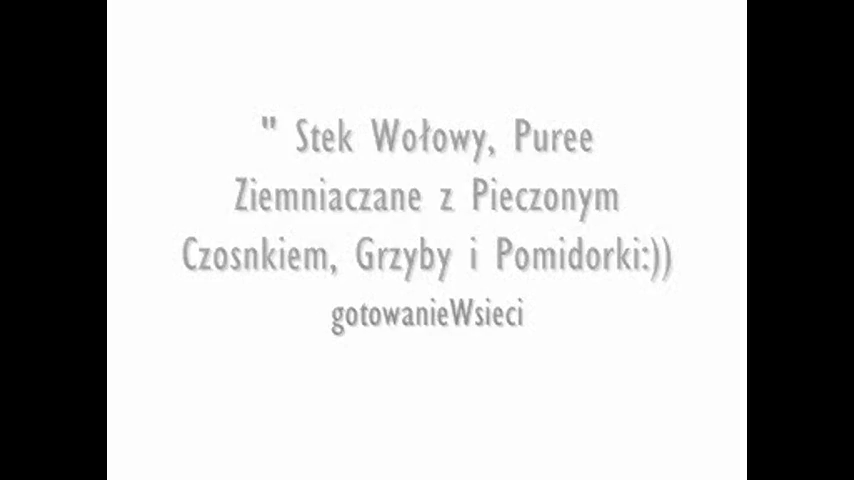 " Stek Wołowy, Puree
Ziemniaczane z Pieczonym
Czosnkiem, Grzyby i Pomidorki:))
gotowanieWsieci